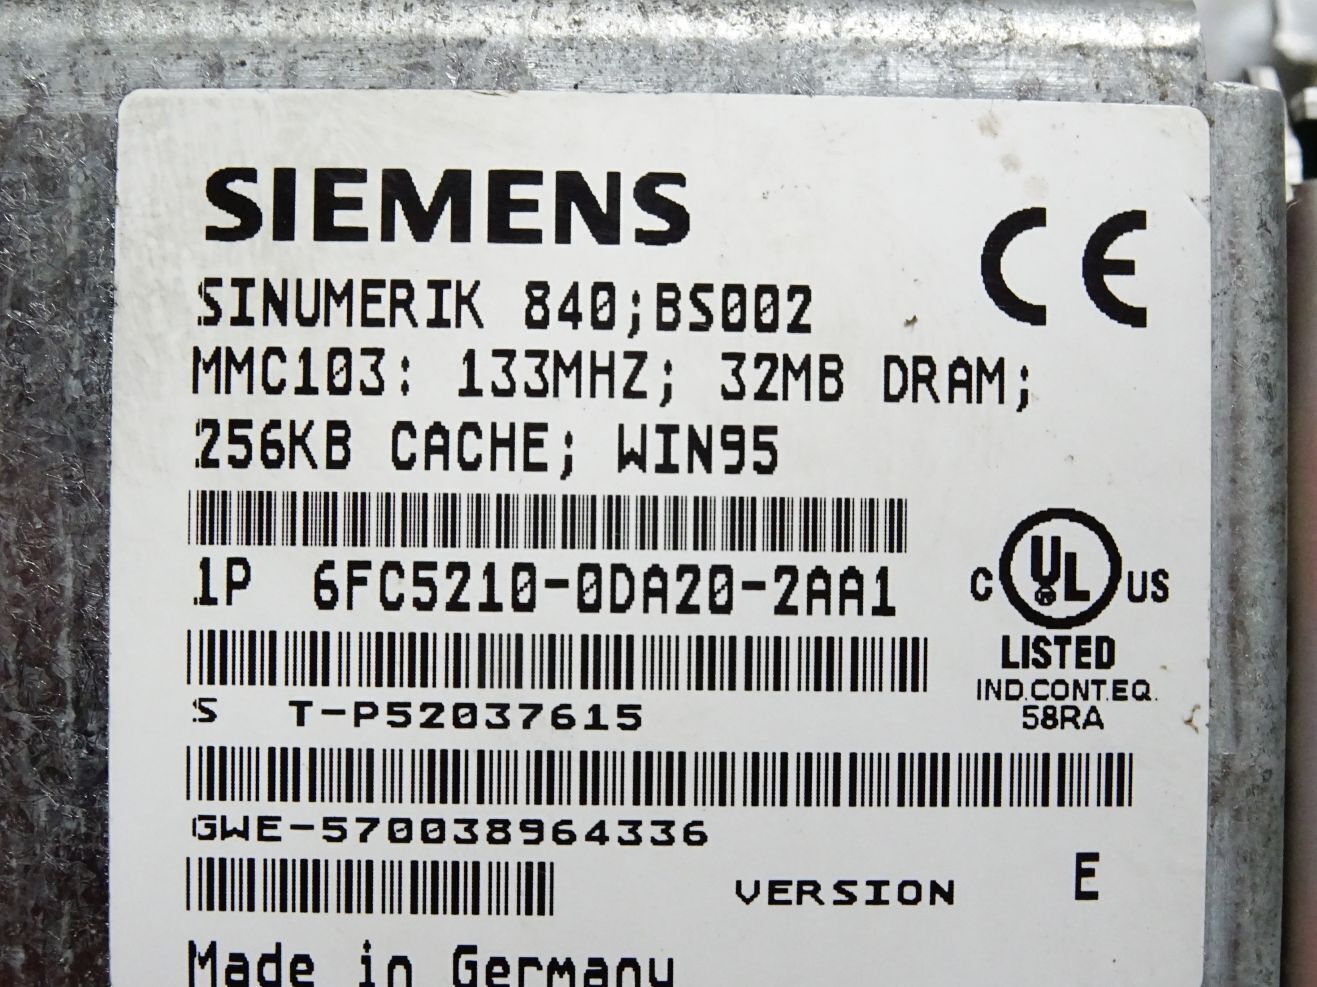 SIEMENS
CE
SINUMERIK 840;BS002
MMC103: 133MHZ; 32MB DRAM;
256KB CACHE; WIN95
1P 6FC5210-0DA20-2AA1
C UL US
®
LISTED
IND.CONT.EQ.
58RA
S T-P52037615
GWE-570038964336
VERSION E
Made in Germany